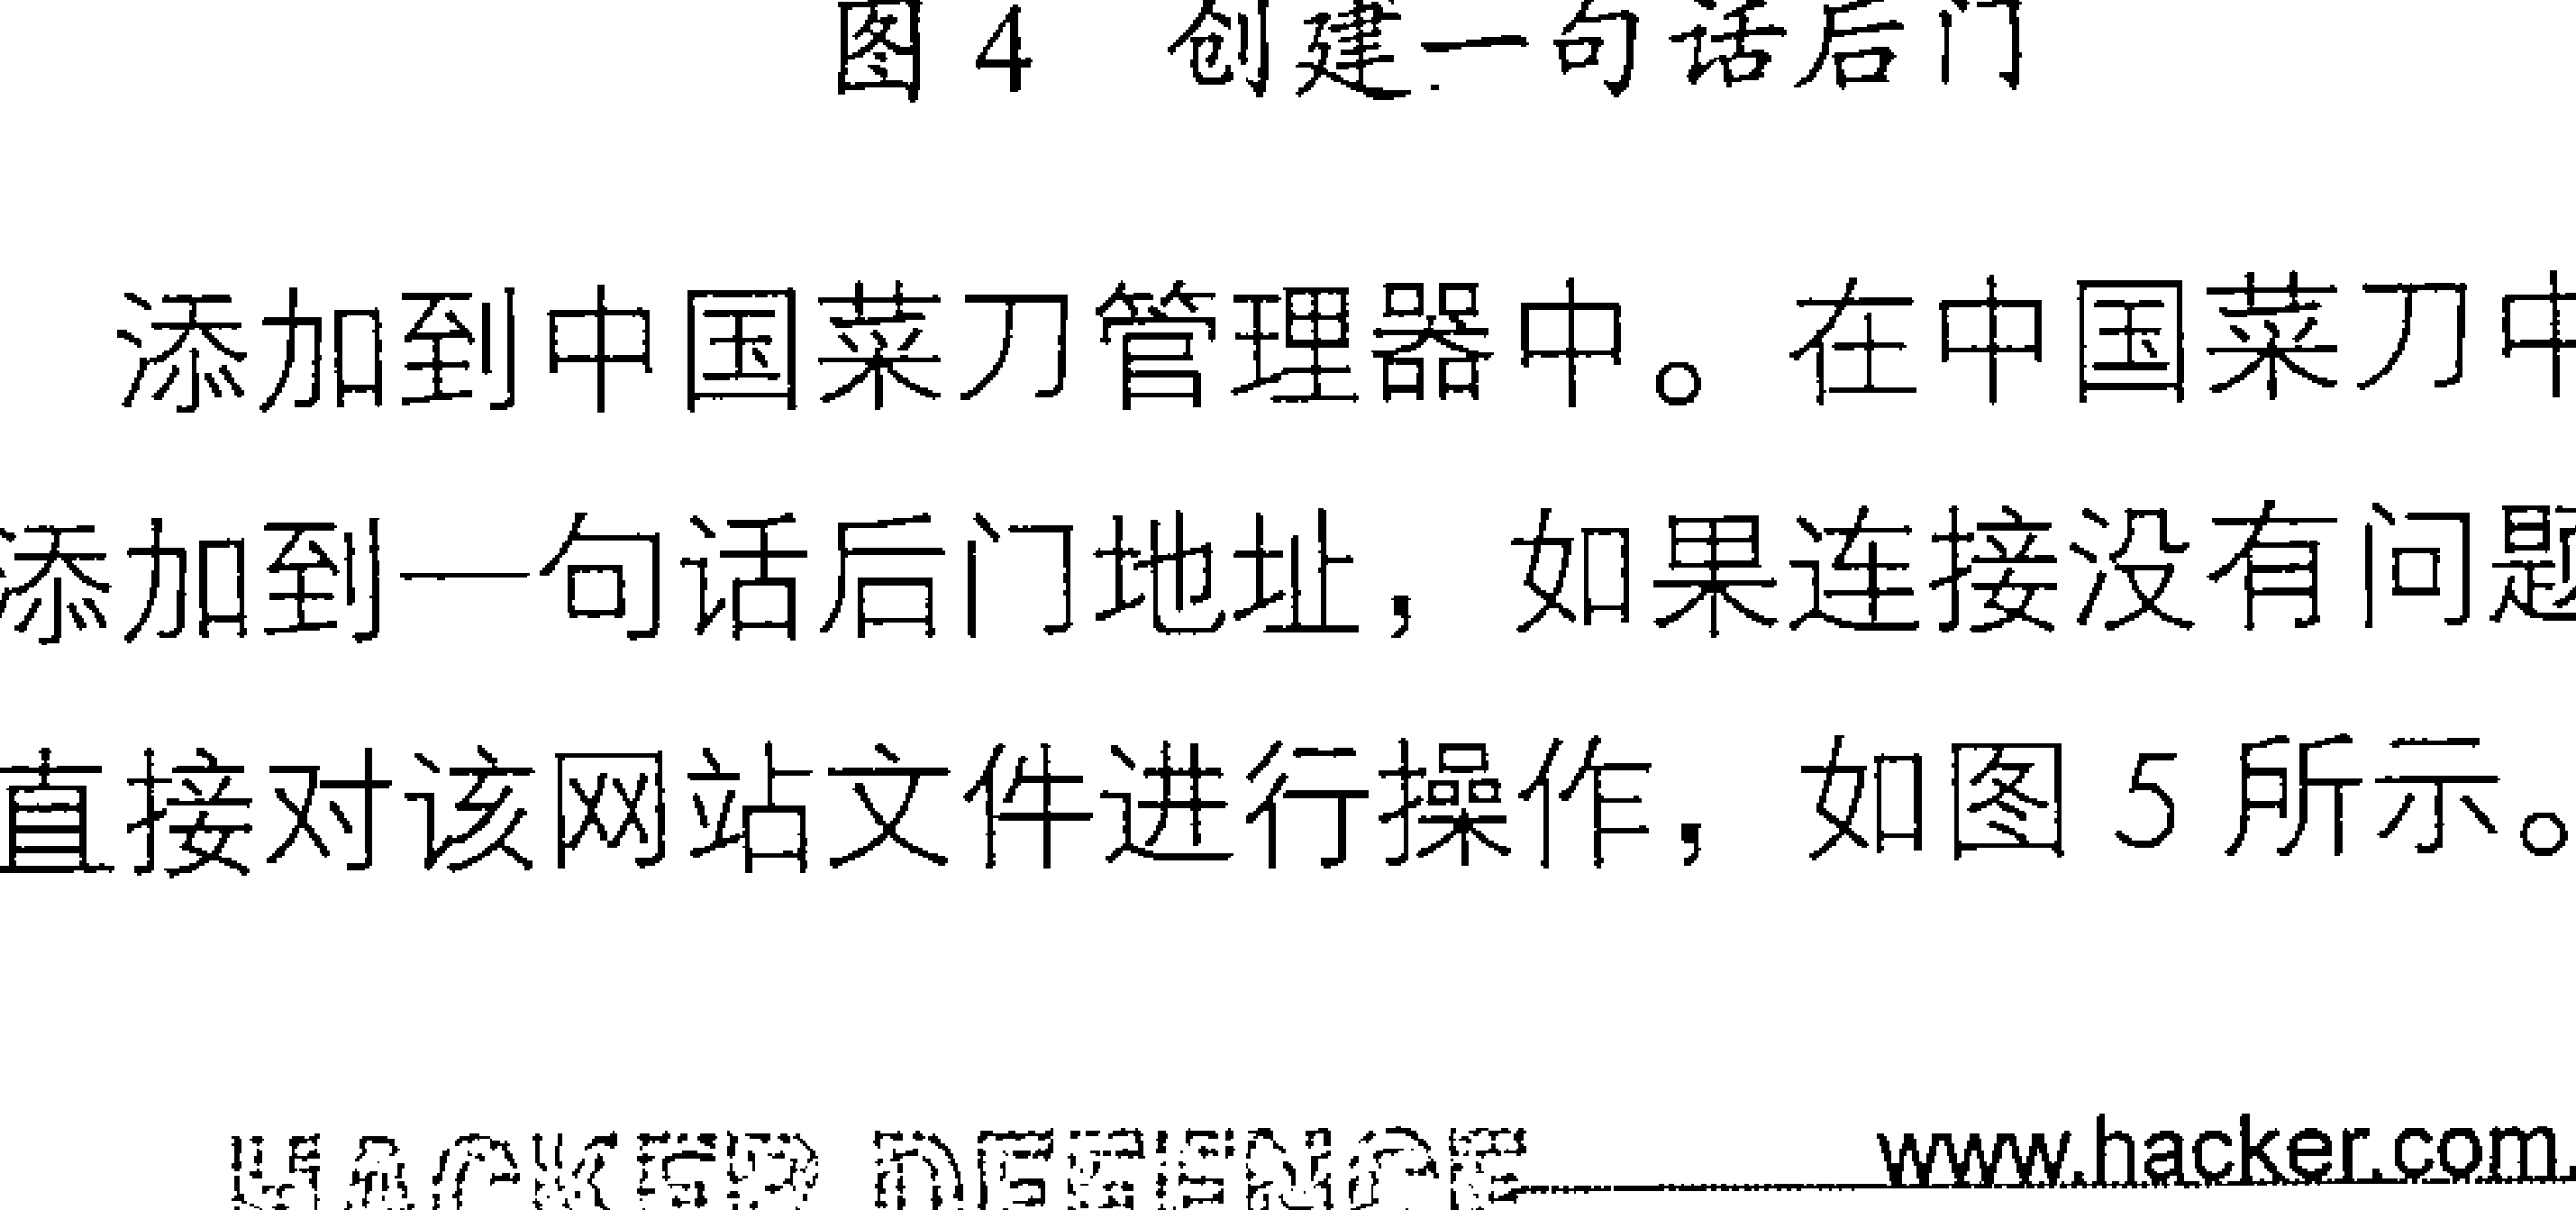 图 4 创建一句话后门
添加到中国菜刀管理器中。在中国菜刀中
添加到一句话后门地址，如果连接没有问题
直接对该网站文件进行操作，如图 5 所示。
HACKER DEFENCE www.hacker.com.